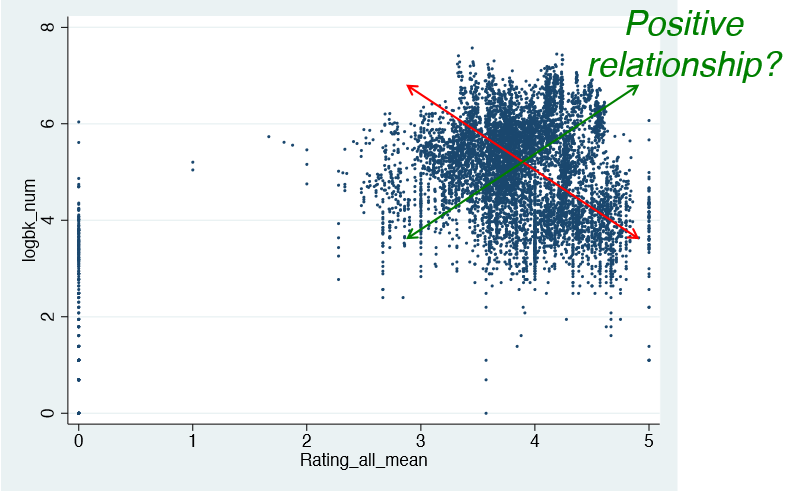 Positive
relationship?
8
6
4
2
0
logbk_num
0 1 2 3 4 5
Rating_all_mean